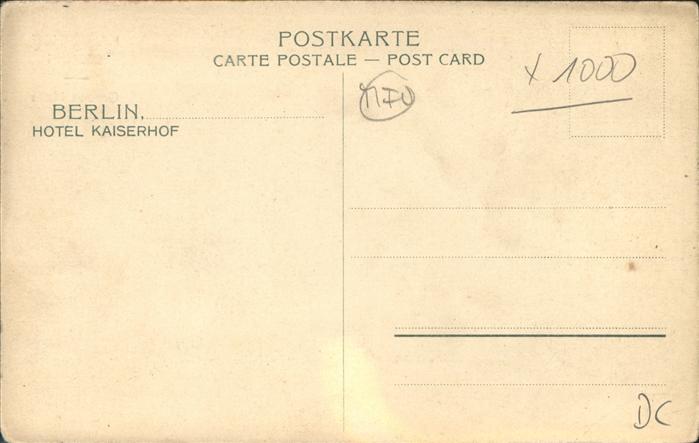 POSTKARTE
CARTE POSTALE — POST CARD
x 1000
BERLIN,
HOTEL KAISERHOF
DC